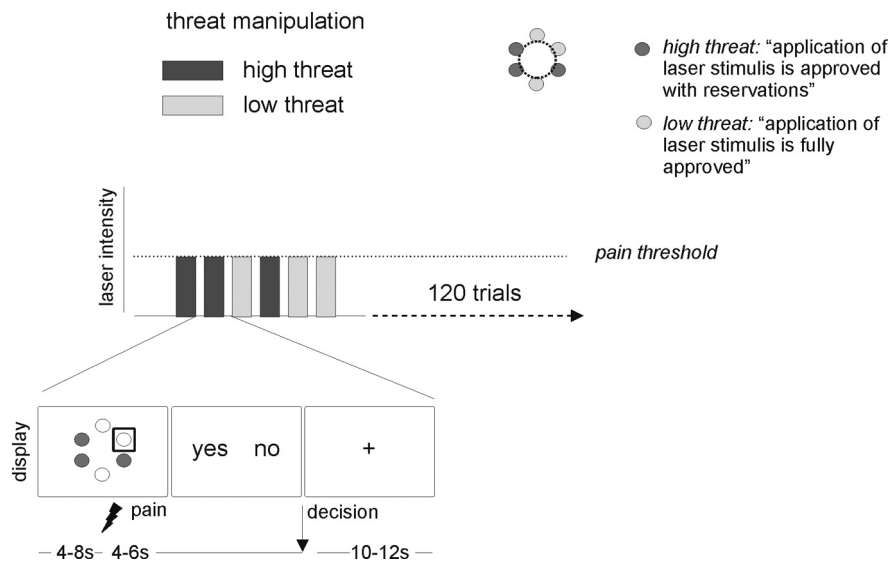 threat manipulation
high threat
low threat
high threat: “application of
laser stimulis is approved
with reservations”
low threat: “application of
laser stimulis is fully
approved”
laser intensity
pain threshold
120 trials
display
yes no
+
pain
decision
4-8s
4-6s
10-12s